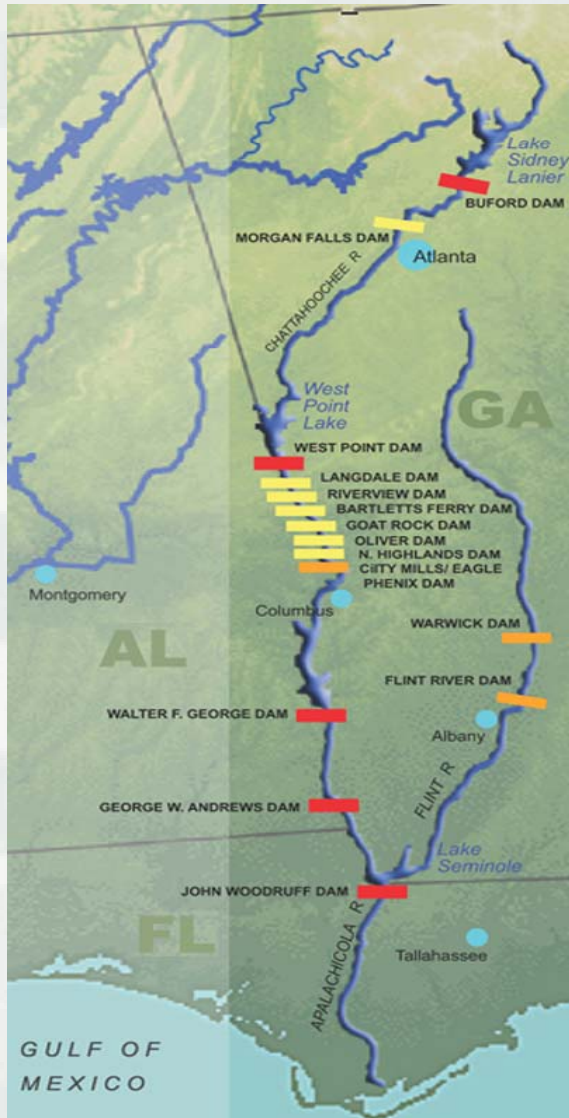 Lake
Sidney
Lanier
BUFORD DAM
MORGAN FALLS DAM
Atlanta
CHATTAHOOCHEE R
West
Point
Lake
GA
WEST POINT DAM
LANGDALE DAM
RIVERVIEW DAM
BARTLETTS FERRY DAM
GOAT ROCK DAM
OLIVER DAM
N. HIGHLANDS DAM
CIITY MILLS/ EAGLE
PHENIX DAM
Montgomery
Columbus
WARWICK DAM
AL
FLINT RIVER DAM
WALTER F. GEORGE DAM
Albany
FLINT R
GEORGE W. ANDREWS DAM
Lake
Seminole
JOHN WOODRUFF DAM
FL
APALACHICOLA R
Tallahassee
GULF OF
MEXICO